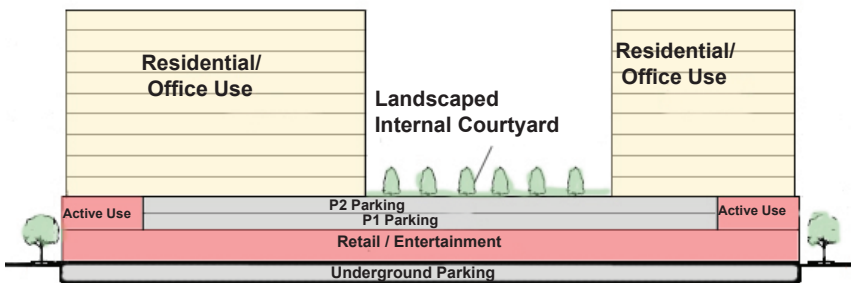 Residential/
Office Use
Residential/
Office Use
Landscaped
Internal Courtyard
P2 Parking
Active Use
Active Use
P1 Parking
Retail / Entertainment
Underground Parking